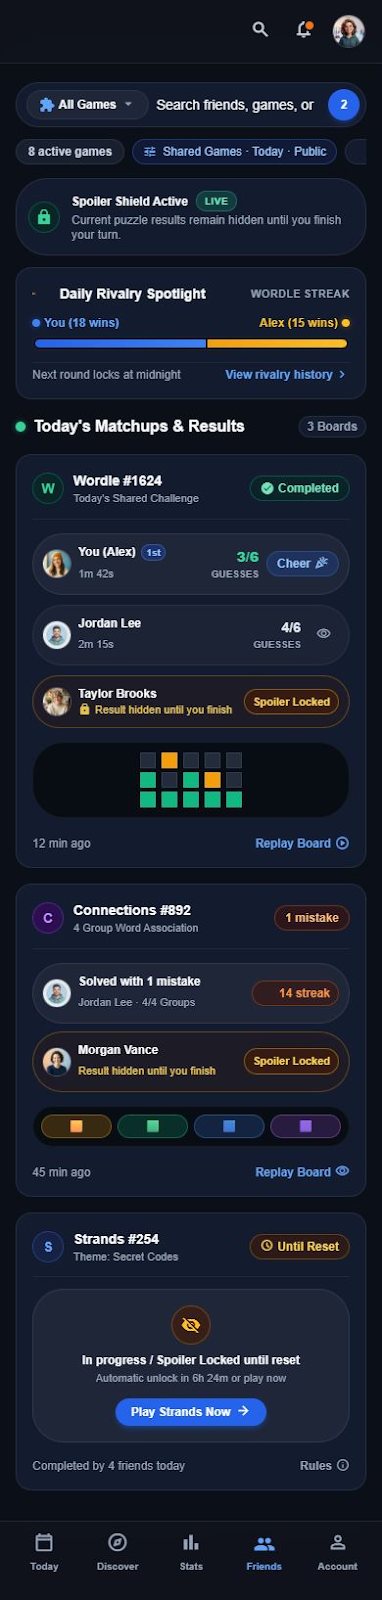 All Games
Search friends, games, or
2
8 active games
Shared Games · Today · Public
Spoiler Shield Active
LIVE
Current puzzle results remain hidden until you finish
your turn.
Daily Rivalry Spotlight
WORDLE STREAK
You (18 wins)
Alex (15 wins)
Next round locks at midnight
View rivalry history
Today's Matchups & Results
3 Boards
W
Wordle #1624
Today's Shared Challenge
Completed
You (Alex)
1st
1m 42s
3/6
GUESSES
Cheer
Jordan Lee
2m 15s
4/6
GUESSES
Taylor Brooks
Result hidden until you finish
Spoiler Locked
12 min ago
Replay Board
C
Connections #892
4 Group Word Association
1 mistake
Solved with 1 mistake
Jordan Lee · 4/4 Groups
14 streak
Morgan Vance
Result hidden until you finish
Spoiler Locked
45 min ago
Replay Board
S
Strands #254
Theme: Secret Codes
Until Reset
In progress / Spoiler Locked until reset
Automatic unlock in 6h 24m or play now
Play Strands Now
Completed by 4 friends today
Rules
Today
Discover
Stats
Friends
Account